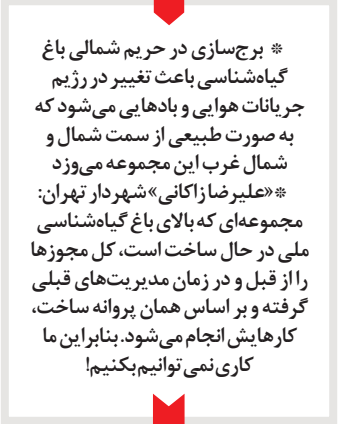 * برج‌سازی در حریم شمالی باغ
گیاه‌شناسی باعث تغییر در رژیم
جریانات هوایی و بادهایی می‌شود که
به صورت طبیعی از سمت شمال و
شمال غرب این مجموعه می‌وزد
*«علیرضا زاکانی» شهردار تهران:
مجموعه‌ای که بالای باغ گیاه‌شناسی
ملی در حال ساخت است، کل مجوزها
را از قبل و در زمان مدیریت‌های قبلی
گرفته و بر اساس همان پروانه ساخت،
کارهایش انجام می‌شود. بنابراین ما
کاری نمی‌توانیم بکنیم!